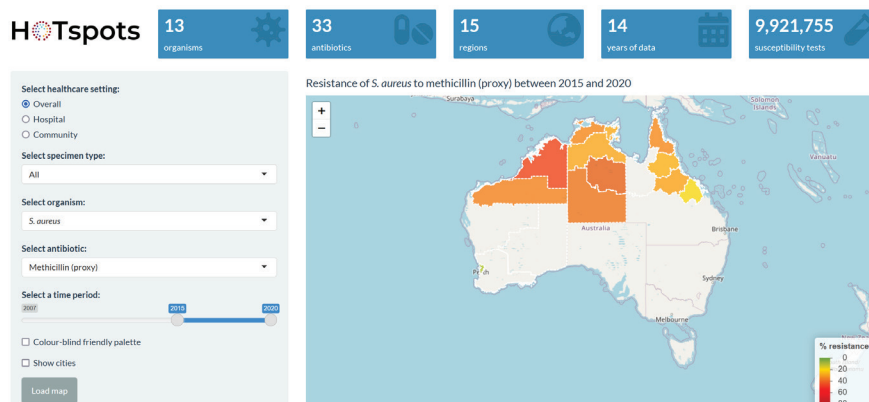 HOTspots
13
organisms
33
antibiotics
15
regions
14
years of data
9,921,755
susceptibility tests
Select healthcare setting:
Overall
Hospital
Community
Select specimen type:
All
Select organism:
S. aureus
Select antibiotic:
Methicillin (proxy)
Select a time period:
2007
2015
2020
Colour-blind friendly palette
Show cities
Load map
Resistance of S. aureus to methicillin (proxy) between 2015 and 2020
+
−
Surabaya
Solomon
Islands
Vanuatu
Australia
Brisbane
Perth
Sydney
Melbourne
% resistance
0
20
40
60
80